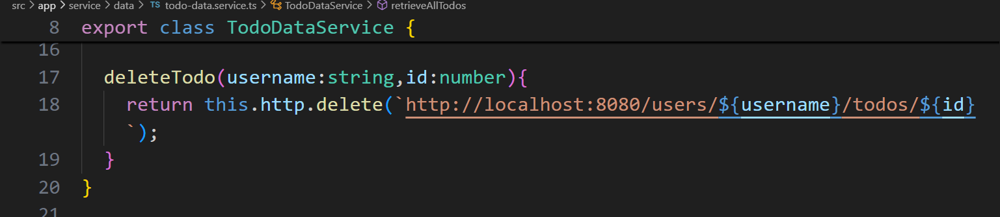 src > app > service > data > TS todo-data.service.ts > TodoDataService > retrieveAllTodos
8 export class TodoDataService {
16
17 deleteTodo(username:string,id:number){
18 return this.http.delete(`http://localhost:8080/users/${username}/todos/${id}
`);
19 }
20 }
21